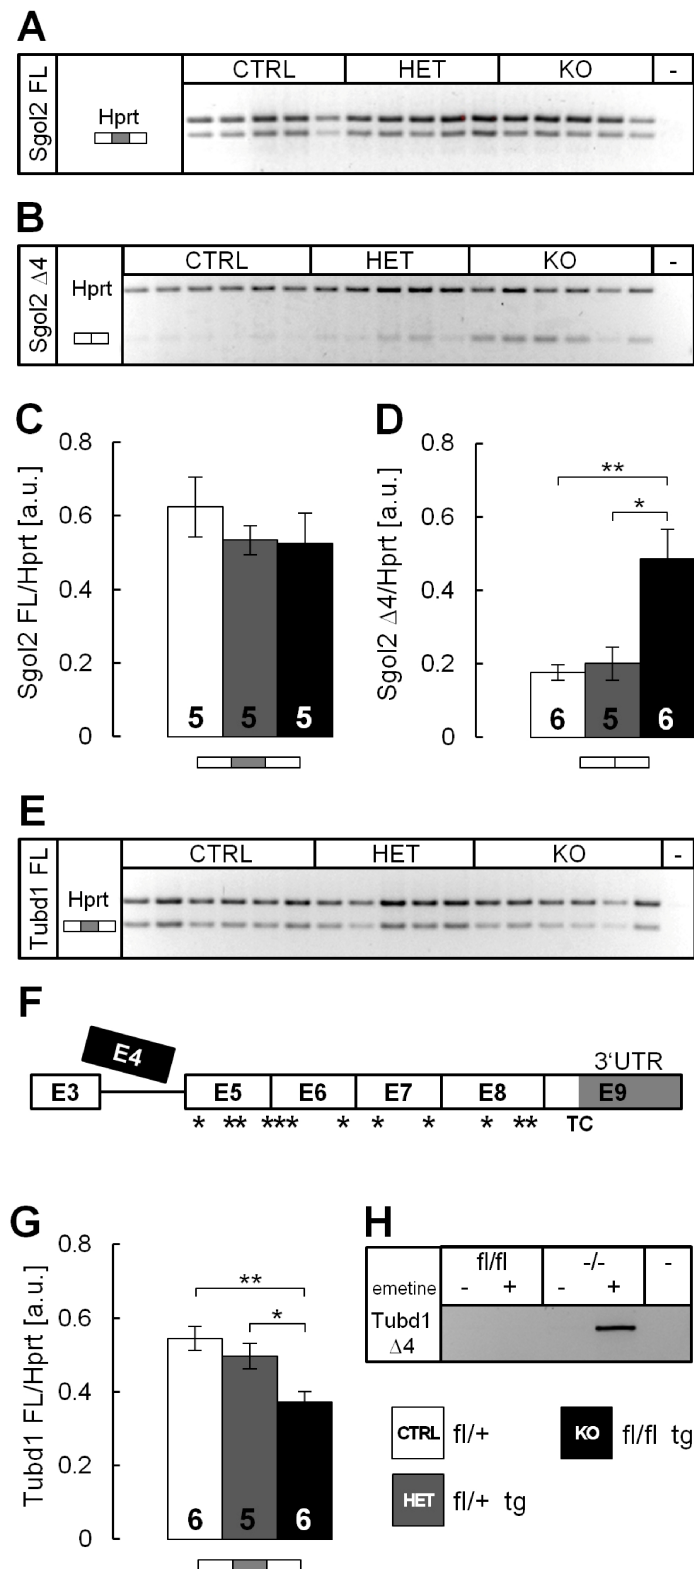 A
Sgol2 FL
CTRL HET KO -
Hprt
B
Sgol2 Δ4
CTRL HET KO -
Hprt
C
Sgol2 FL/Hprt [a.u.]
0.8
0.6
0.4
0.2
0
5 5 5
D
Sgol2 Δ4/Hprt [a.u.]
0.8
0.6
0.4
0.2
0
**
*
6 5 6
E
Tubd1 FL
CTRL HET KO -
Hprt
F
E4
3‘UTR
E3 E5 E6 E7 E8 E9
* ** *** * * * * ** TC
G
Tubd1 FL/Hprt [a.u.]
0.8
0.6
0.4
0.2
0
**
*
6 5 6
H
fl/fl -/- -
emetine - + - +
Tubd1
Δ4
CTRL fl/+
KO fl/fl tg
HET fl/+ tg